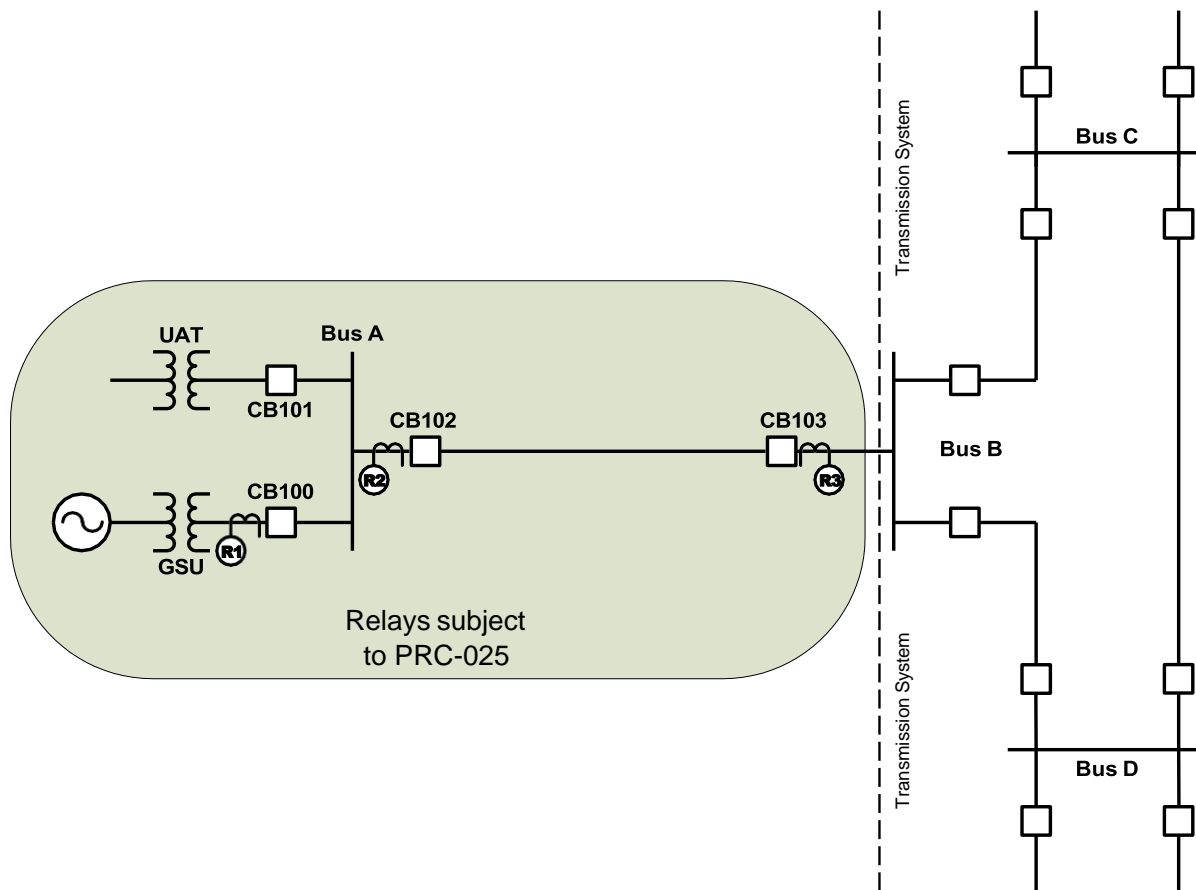 Transmission System
Bus C
UAT
Bus A
CB101
CB102
CB103
R2
R3
Bus B
CB100
R1
GSU
Relays subject
to PRC-025
Transmission System
Bus D